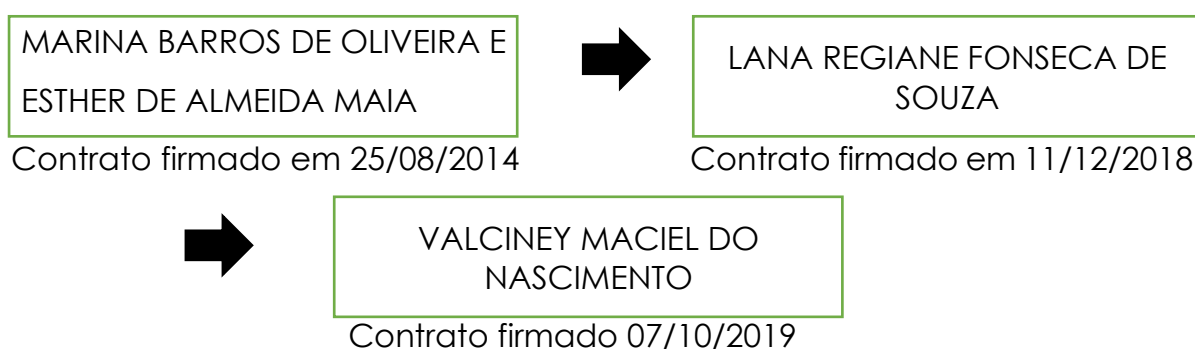 MARINA BARROS DE OLIVEIRA E
ESTHER DE ALMEIDA MAIA
Contrato firmado em 25/08/2014
LANA REGIANE FONSECA DE
SOUZA
Contrato firmado em 11/12/2018
VALCINEY MACIEL DO
NASCIMENTO
Contrato firmado 07/10/2019